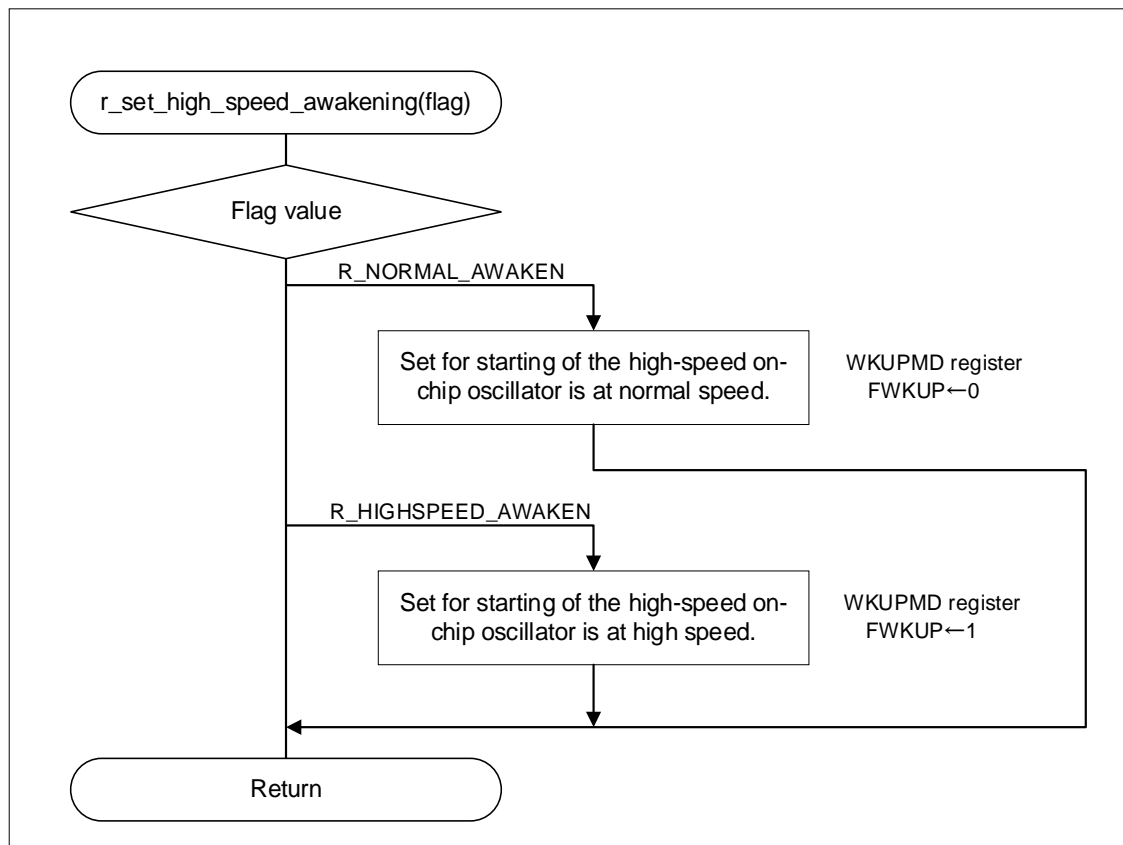 r_set_high_speed_awakening(flag)
Flag value
R_NORMAL_AWAKEN
Set for starting of the high-speed on-
chip oscillator is at normal speed.
WKUPMD register
FWKUP←0
R_HIGHSPEED_AWAKEN
Set for starting of the high-speed on-
chip oscillator is at high speed.
WKUPMD register
FWKUP←1
Return